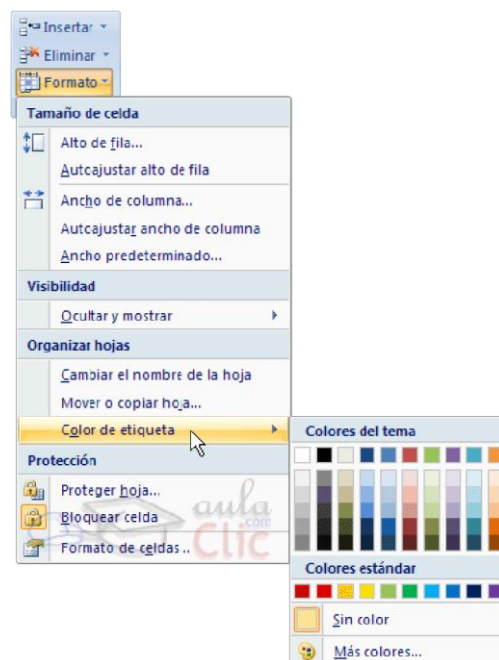 Insertar
Eliminar
Formato
Tamaño de celda
Alto de fila...
Autoajustar alto de fila
Ancho de columna...
Autoajustar ancho de columna
Ancho predeterminado...
Visibilidad
Ocultar y mostrar
Organizar hojas
Cambiar el nombre de la hoja
Mover o copiar hoja...
Color de etiqueta
Colores del tema
Protección
Proteger hoja...
Bloquear celda
Formato de celdas...
aula
.com
Clic
Colores estándar
Sin color
Más colores...